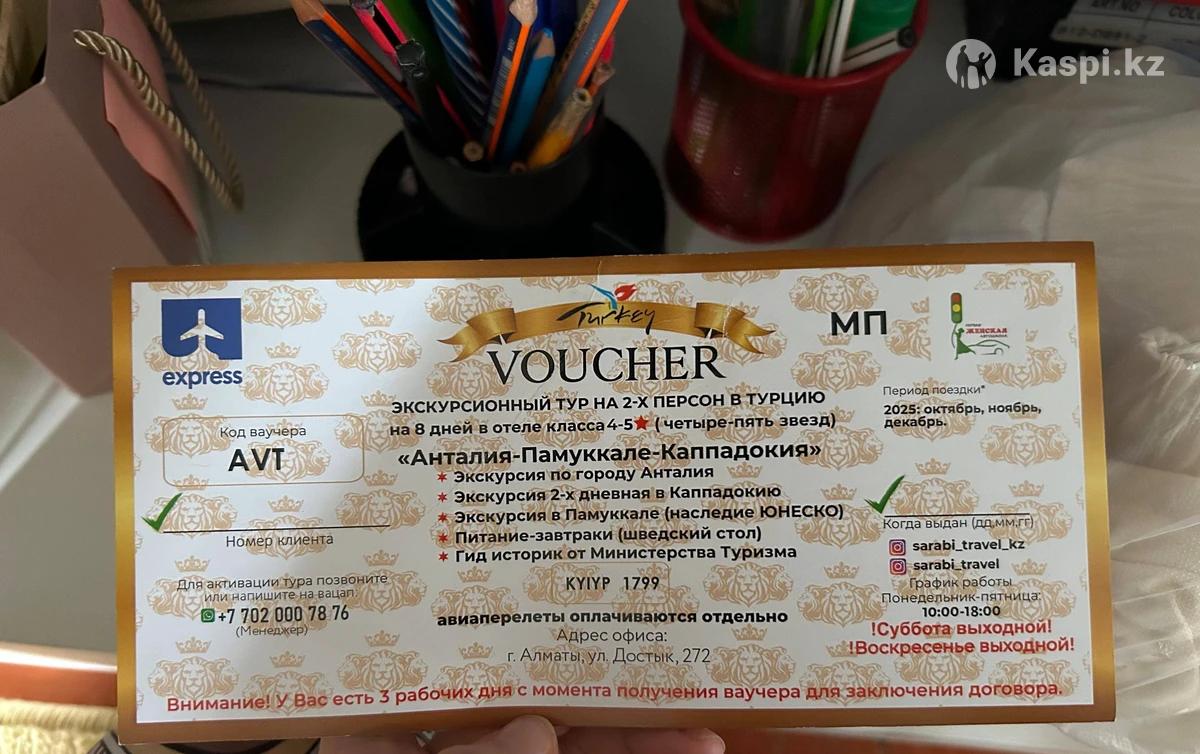 ART.NO
Kaspi.kz
express
Turkey
VOUCHER
МП
ПЕРВАЯ
ЖЕНСКАЯ
АВТОШКОЛА
Код ваучера
AVT
ЭКСКУРСИОННЫЙ ТУР НА 2-Х ПЕРСОН В ТУРЦИЮ
на 8 дней в отеле класса 4-5 ( четыре-пять звезд)
«Анталия-Памуккале-Каппадокия»
Экскурсия по городу Анталия
Экскурсия 2-х дневная в Каппадокию
Экскурсия в Памуккале (наследие ЮНЕСКО)
Питание-завтраки (шведский стол)
Гид историк от Министерства Туризма
KYIYP 1799
авиаперелеты оплачиваются отдельно
Адрес офиса:
г. Алматы, ул. Достык, 272
Период поездки*
2025: октябрь, ноябрь,
декабрь.
Номер клиента
Для активации тура позвоните
или напишите на вацап.
+7 702 000 78 76
(Менеджер)
Когда выдан (дд.мм.гг)
sarabi_travel_kz
sarabi_travel
График работы
Понедельник-пятница:
10:00-18:00
!Суббота выходной!
!Воскресенье выходной!
Внимание! У Вас есть 3 рабочих дня с момента получения ваучера для заключения договора.